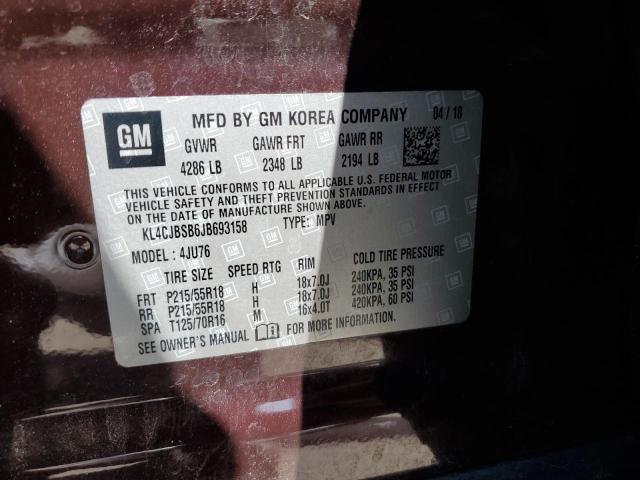 GM MFD BY GM KOREA COMPANY 04/18
GVWR GAWR FRT GAWR RR
4286 LB 2348 LB 2194 LB
THIS VEHICLE CONFORMS TO ALL APPLICABLE U.S. FEDERAL MOTOR
VEHICLE SAFETY AND THEFT PREVENTION STANDARDS IN EFFECT
ON THE DATE OF MANUFACTURE SHOWN ABOVE.
KL4CJBSB6JB693158 TYPE: MPV
MODEL: 4JU76
TIRE SIZE SPEED RTG RIM COLD TIRE PRESSURE
FRT P215/55R18 H 18x7.0J 240KPA, 35 PSI
RR P215/55R18 H 18x7.0J 240KPA, 35 PSI
SPA T125/70R16 M 16x4.0T 420KPA, 60 PSI
SEE OWNER'S MANUAL FOR MORE INFORMATION.